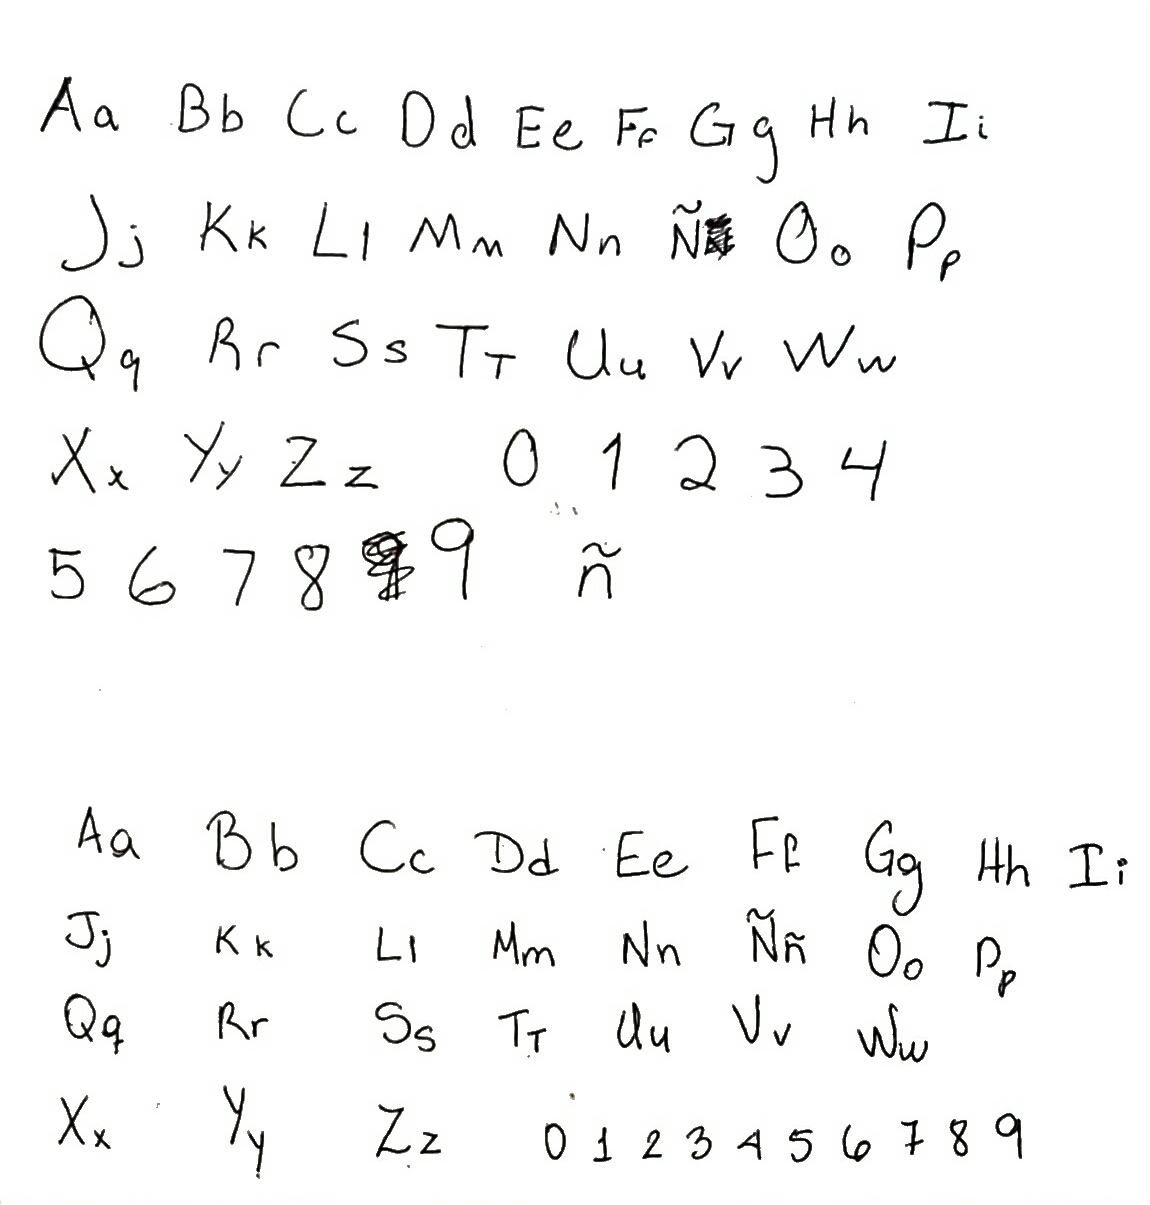 Aa Bb Cc Dd Ee Ff Gg Hh Ii
Jj Kk Ll Mm Nn Ñ Oo Pp
Qq Rr Ss TT Uu Vv Ww
Xx Yy Zz 0 1 2 3 4
5 6 7 8 9 ñ
Aa Bb Cc Dd Ee Ff Gg Hh Ii
Jj Kk Ll Mm Nn Ññ Oo Pp
Qq Rr Ss TT Uu Vv Ww
Xx Yy Zz 0 1 2 3 4 5 6 7 8 9